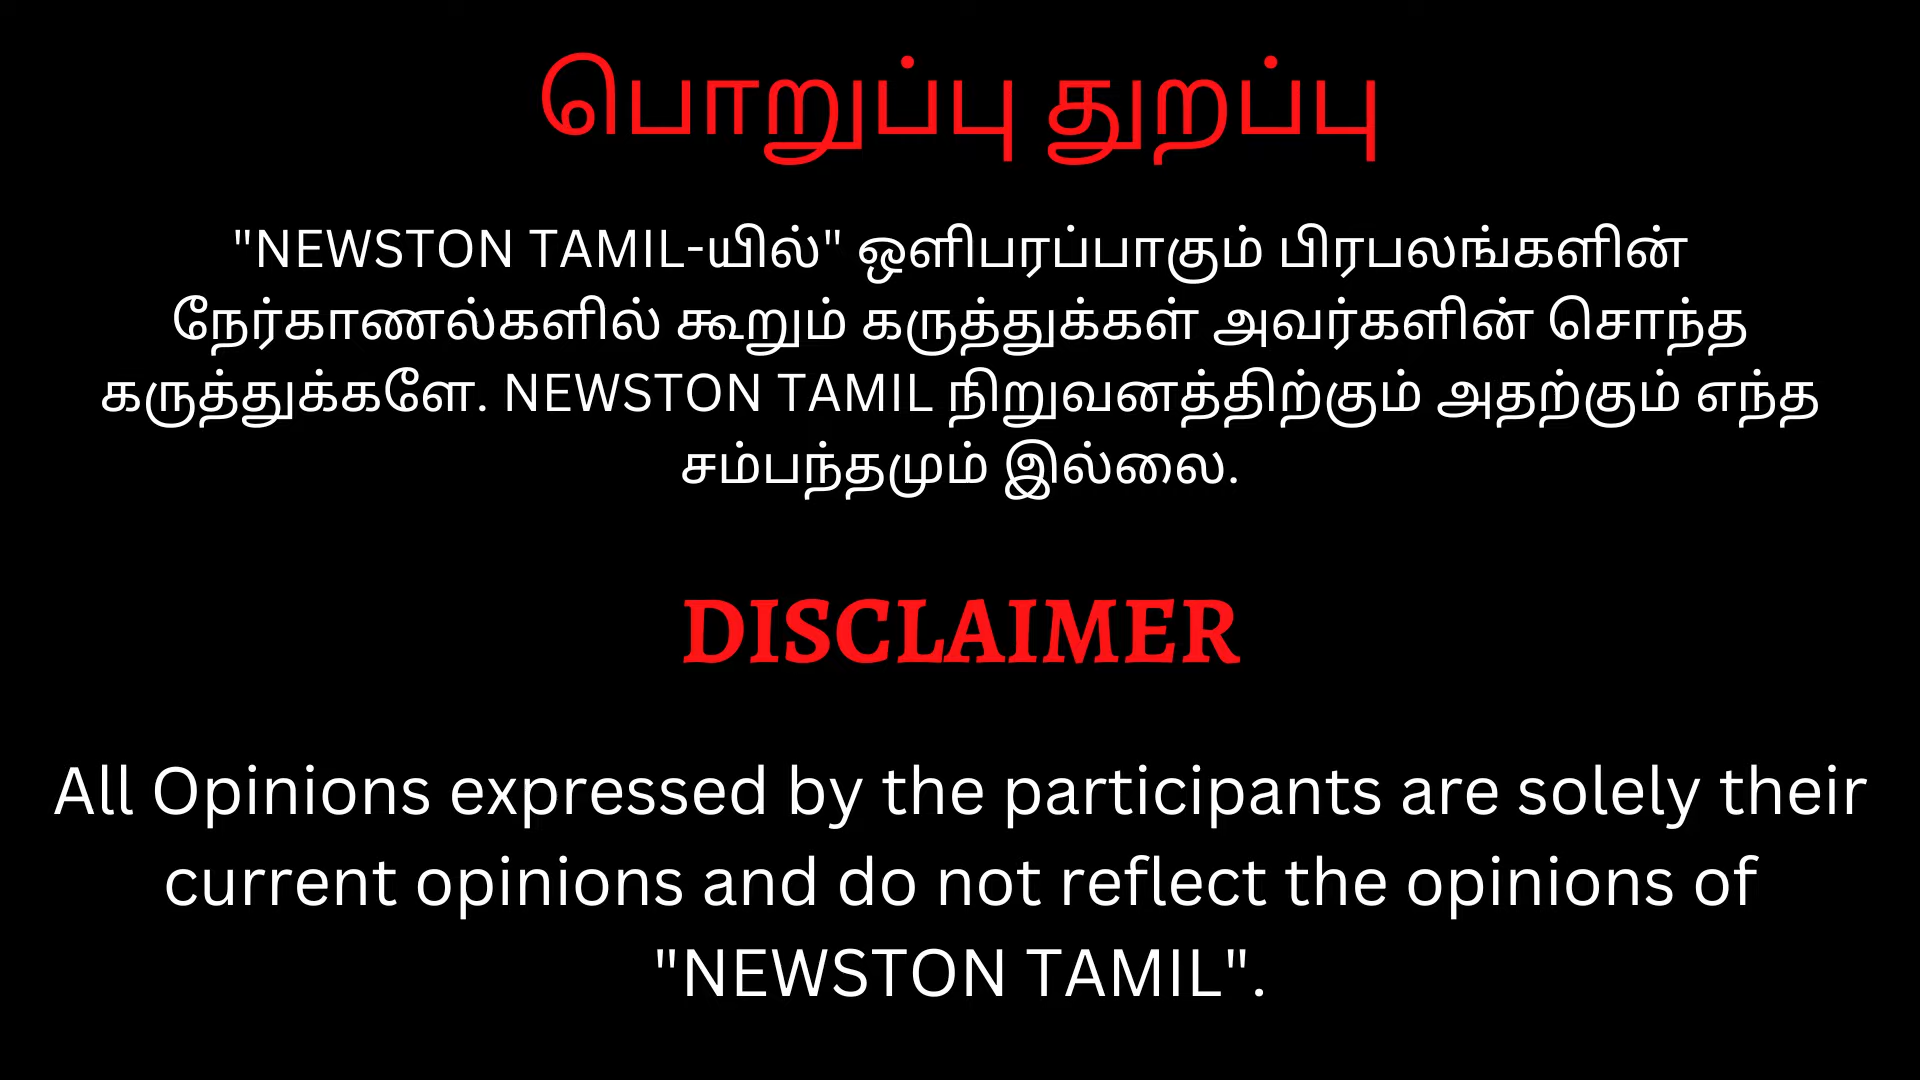 பொறுப்பு துறப்பு
"NEWSTON TAMIL-யில்" ஒளிபரப்பாகும் பிரபலங்களின்
நேர்காணல்களில் கூறும் கருத்துக்கள் அவர்களின் சொந்த
கருத்துக்களே. NEWSTON TAMIL நிறுவனத்திற்கும் அதற்கும் எந்த
சம்பந்தமும் இல்லை.
DISCLAIMER
All Opinions expressed by the participants are solely their
current opinions and do not reflect the opinions of
"NEWSTON TAMIL".